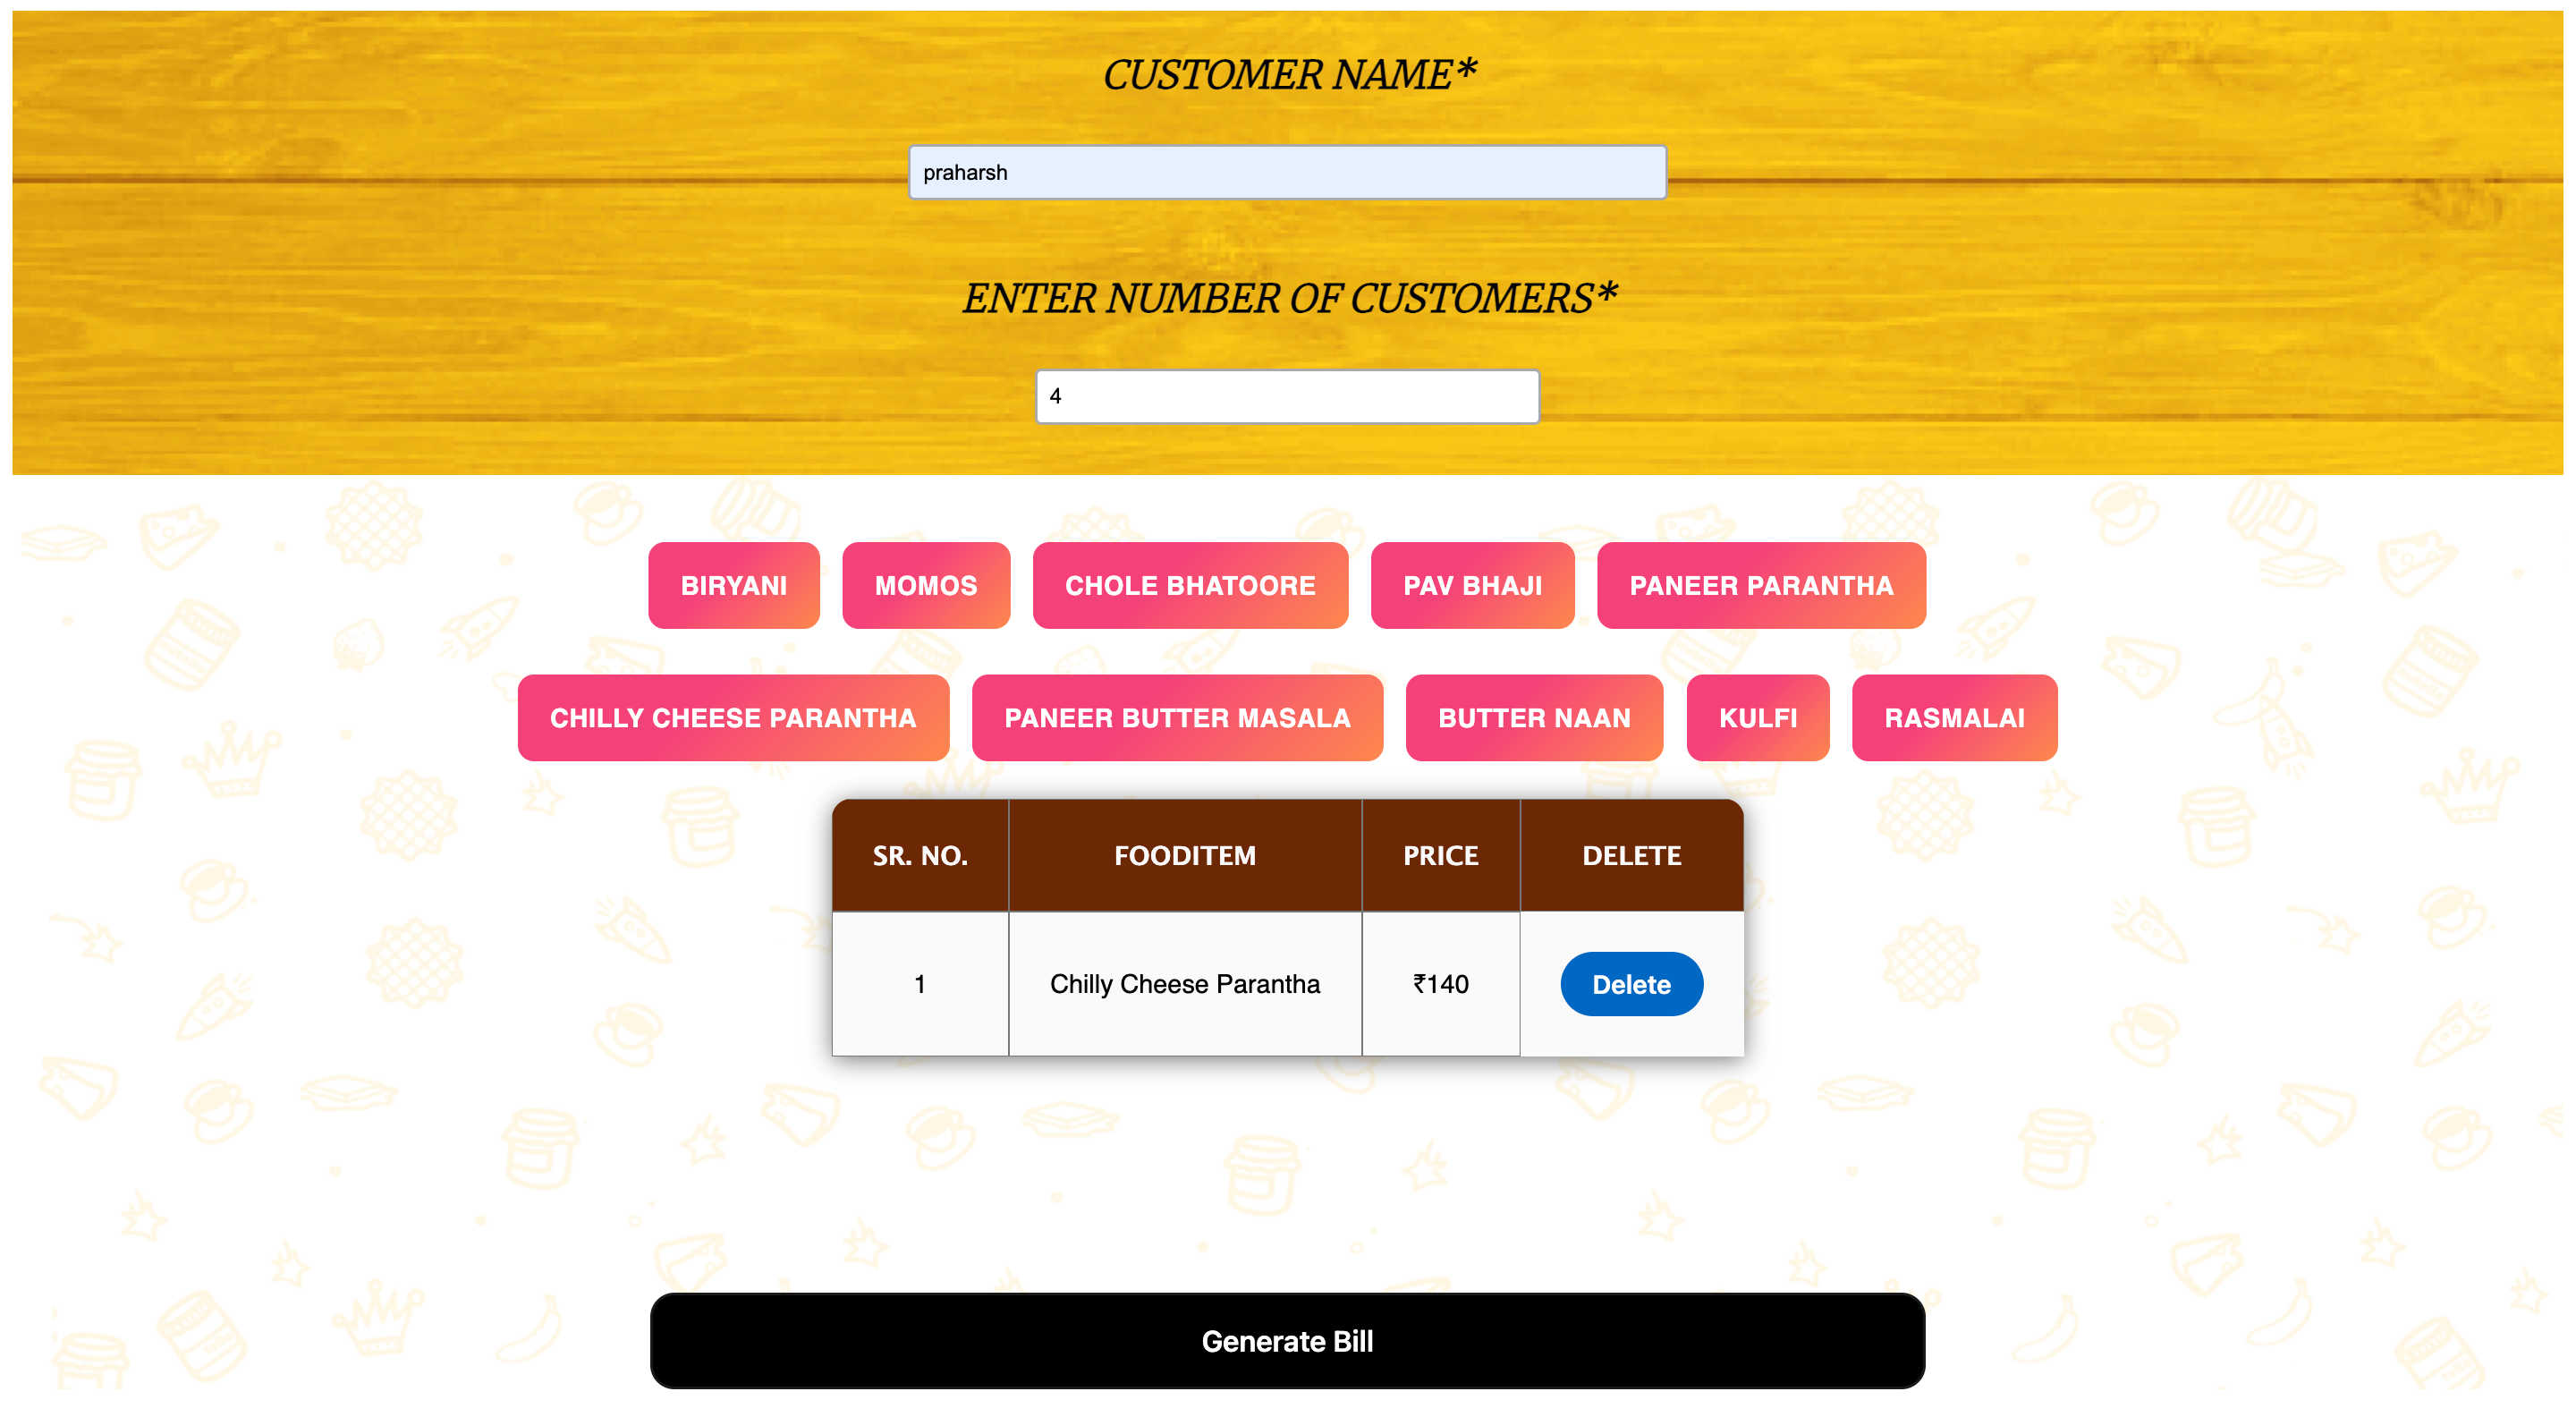 CUSTOMER NAME*
praharsh
ENTER NUMBER OF CUSTOMERS*
4
BIRYANI MOMOS CHOLE BHATOORE PAV BHAJI PANEER PARANTHA
CHILLY CHEESE PARANTHA PANEER BUTTER MASALA BUTTER NAAN KULFI RASMALAI
SR. NO. FOODITEM PRICE DELETE
1 Chilly Cheese Parantha ₹140 Delete
Generate Bill